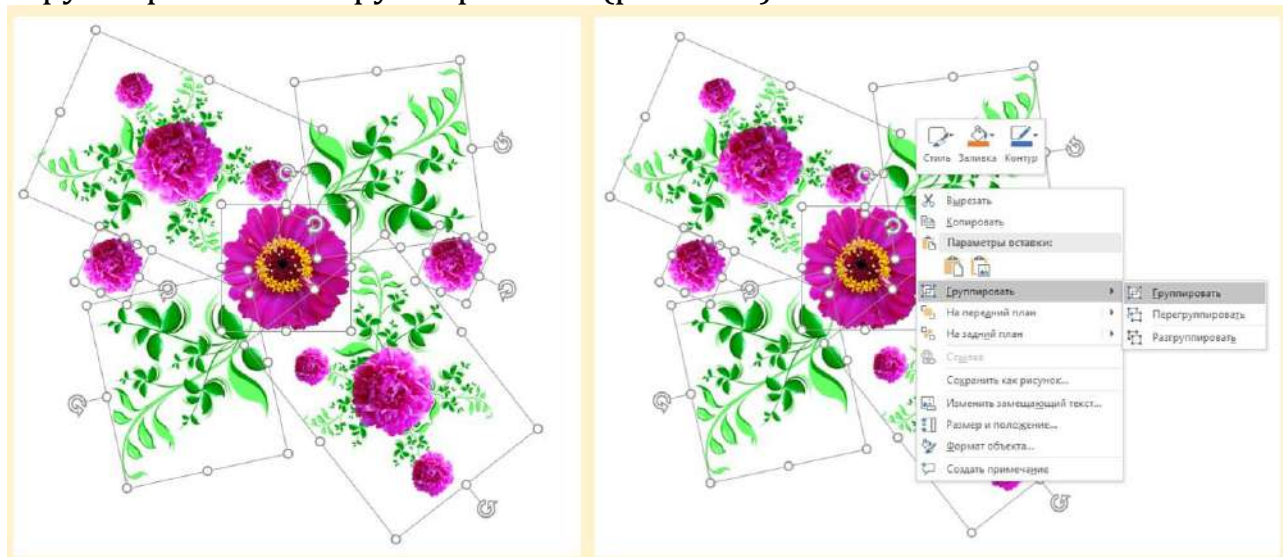 Стиль Заливка Контур
Вырезать
Копировать
Параметры вставки:
Группировать
Группировать
На передний план
Перегруппировать
На задний план
Разгруппировать
Ссылка
Сохранить как рисунок...
Изменить замещающий текст...
Размер и положение...
Формат объекта...
Создать примечание